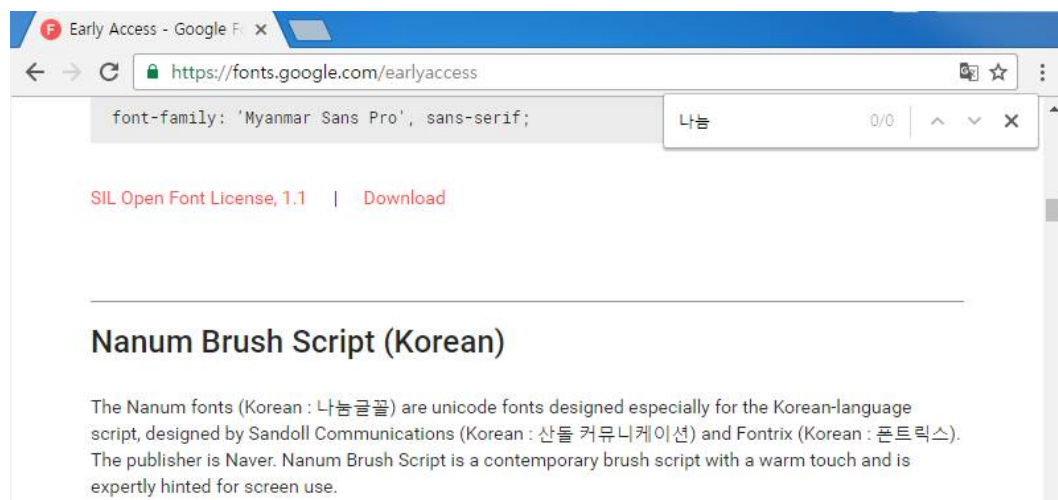 Early Access - Google F
https://fonts.google.com/earlyaccess
나눔 0/0
font-family: 'Myanmar Sans Pro', sans-serif;
SIL Open Font License, 1.1 | Download
Nanum Brush Script (Korean)
The Nanum fonts (Korean : 나눔글꼴) are unicode fonts designed especially for the Korean-language
script, designed by Sandoll Communications (Korean : 산돌 커뮤니케이션) and Fontrix (Korean : 폰트릭스).
The publisher is Naver. Nanum Brush Script is a contemporary brush script with a warm touch and is
expertly hinted for screen use.